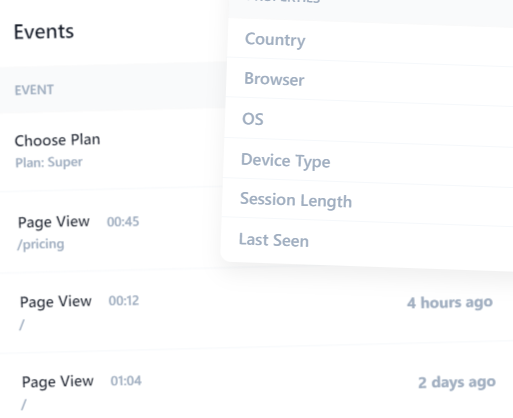 Events
EVENT
Choose Plan
Plan: Super
Page View 00:45
/pricing
Page View 00:12
/
4 hours ago
Page View 01:04
/
2 days ago
PROPERTIES
Country
Browser
OS
Device Type
Session Length
Last Seen